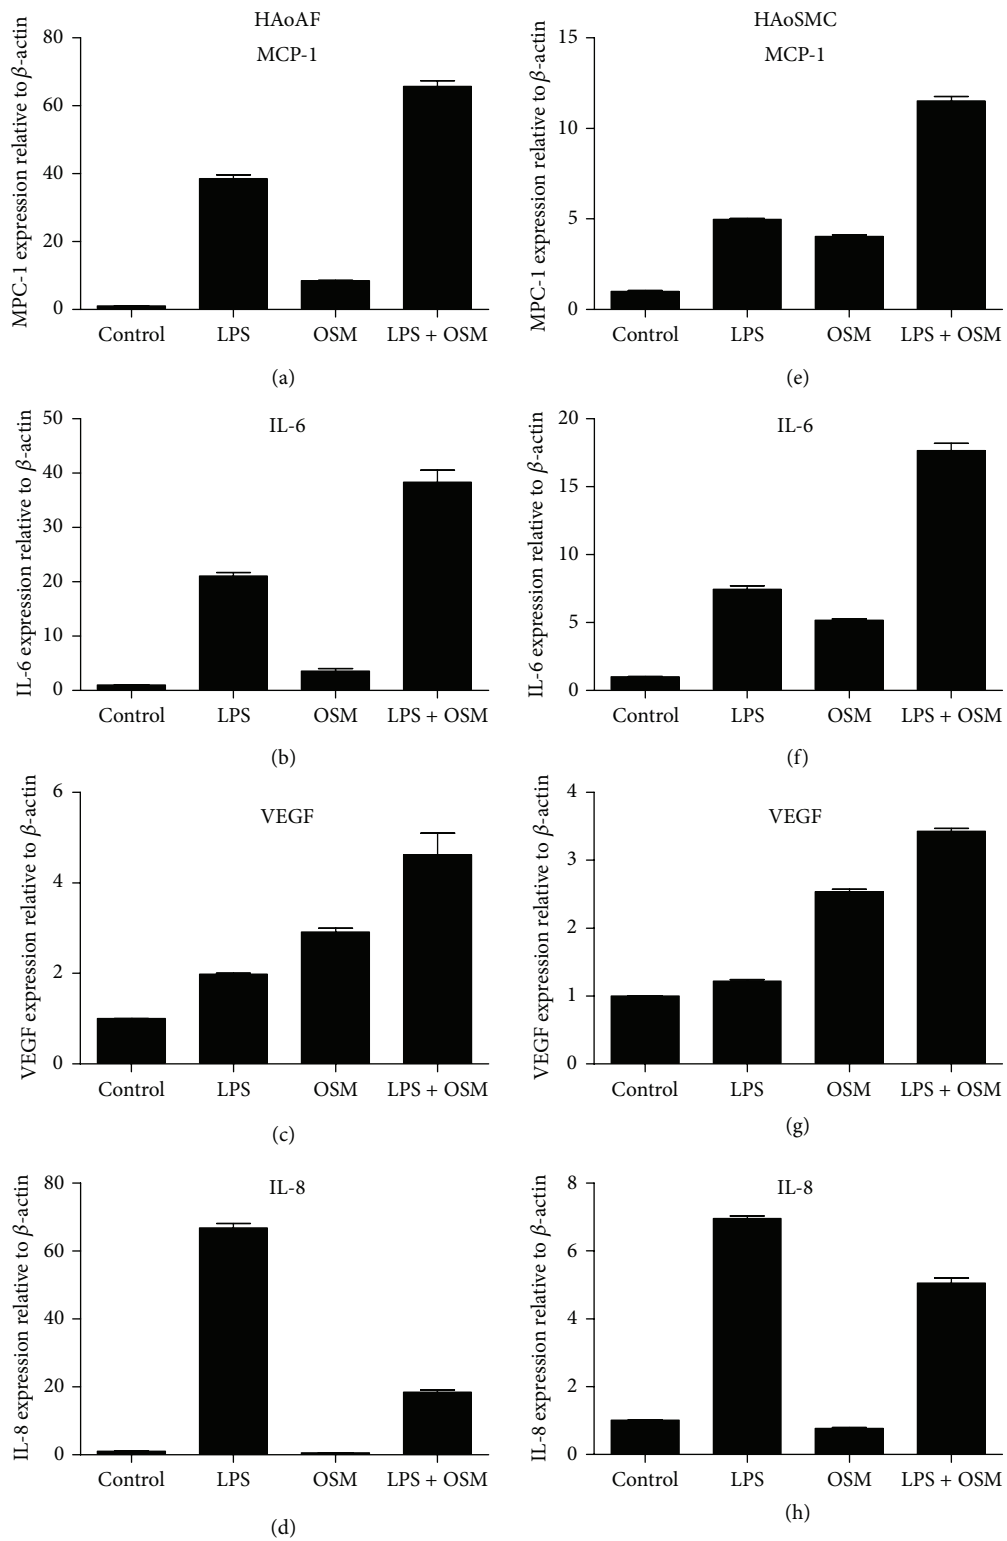 HAoAF
MCP-1
MPC-1 expression relative to β-actin
80
60
40
20
0
Control LPS OSM LPS + OSM
(a)
HAoSMC
MCP-1
MPC-1 expression relative to β-actin
15
10
5
0
Control LPS OSM LPS + OSM
(e)
IL-6
IL-6 expression relative to β-actin
50
40
30
20
10
0
Control LPS OSM LPS + OSM
(b)
IL-6
IL-6 expression relative to β-actin
20
15
10
5
0
Control LPS OSM LPS + OSM
(f)
VEGF
VEGF expression relative to β-actin
6
4
2
0
Control LPS OSM LPS + OSM
(c)
VEGF
VEGF expression relative to β-actin
4
3
2
1
0
Control LPS OSM LPS + OSM
(g)
IL-8
IL-8 expression relative to β-actin
80
60
40
20
0
Control LPS OSM LPS + OSM
(d)
IL-8
IL-8 expression relative to β-actin
8
6
4
2
0
Control LPS OSM LPS + OSM
(h)